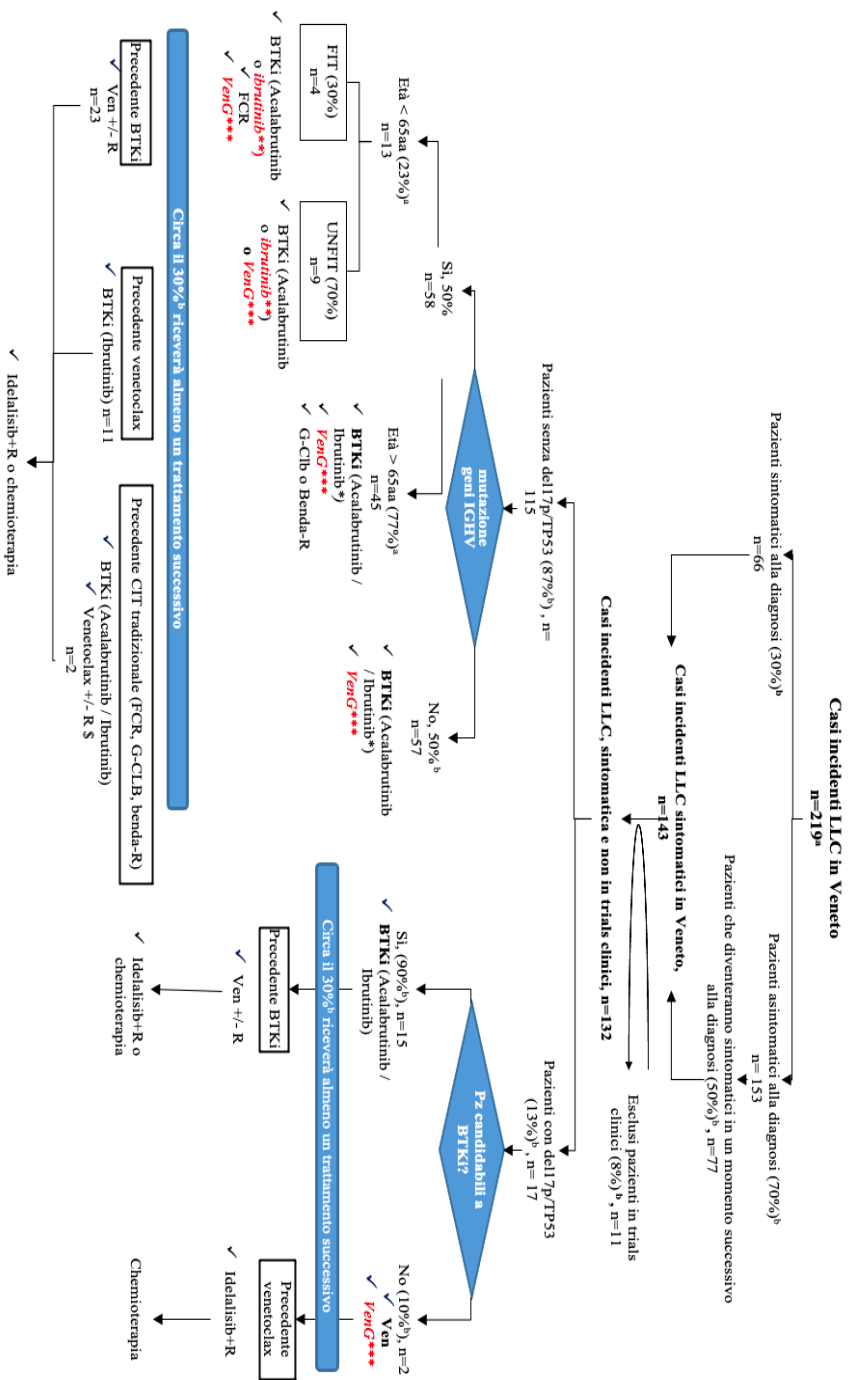 Casi incidenti LLC in Veneto
n=219ᵃ
Pazienti sintomatici alla diagnosi (30%)ᵇ
n=66
Pazienti asintomatici alla diagnosi (70%)ᵇ
n= 153
Pazienti che diventeranno sintomatici in un momento successivo
alla diagnosi (50%)ᵇ, n=77
Casi incidenti LLC sintomatici in Veneto,
n=143
Esclusi pazienti in trials
clinici (8%) ᵇ , n=11
Casi incidenti LLC, sintomatica e non in trials clinici, n=132
Pazienti senza del17p/TP53 (87%ᵇ) , n=
115
Pazienti con del17p/TP53
(13%)ᵇ , n= 17
mutazione
geni IGHV
Pz candidabili a
BTKi?
Sì, 50%
n=58
No, 50% ᵇ
n=57
✓ BTKi (Acalabrutinib
/ Ibrutinib*)
✓ VenG***
Età < 65aa (23%)ᵃ
n=13
Età > 65aa (77%)ᵃ
n=45
✓ BTKi (Acalabrutinib /
Ibrutinib*)
✓ VenG***
✓ G-Clb o Benda-R
FIT (30%)
n=4
✓ BTKi (Acalabrutinib
o ibrutinib**)
✓ FCR
✓ VenG***
UNFIT (70%)
n=9
✓ BTKi (Acalabrutinib
o ibrutinib**)
o VenG***
Sì, (90%ᵇ), n=15
✓ BTKi (Acalabrutinib /
Ibrutinib)
No (10%ᵇ), n=2
✓ Ven
✓ VenG***
Circa il 30%ᵇ riceverà almeno un trattamento successivo
Precedente BTKi
✓ Ven +/- R
n=23
Precedente venetoclax
✓ BTKi (Ibrutinib) n=11
Precedente CIT tradizionale (FCR, G-CLB, benda-R)
✓ BTKi (Acalabrutinib / Ibrutinib)
✓ Venetoclax +/- R $
n=2
✓ Idelalisib+R o chemioterapia
Circa il 30%ᵇ riceverà almeno un trattamento successivo
Precedente BTKi
✓ Ven +/- R
✓ Idelalisib+R o
chemioterapia
Precedente
venetoclax
✓ Idelalisib+R
Chemioterapia